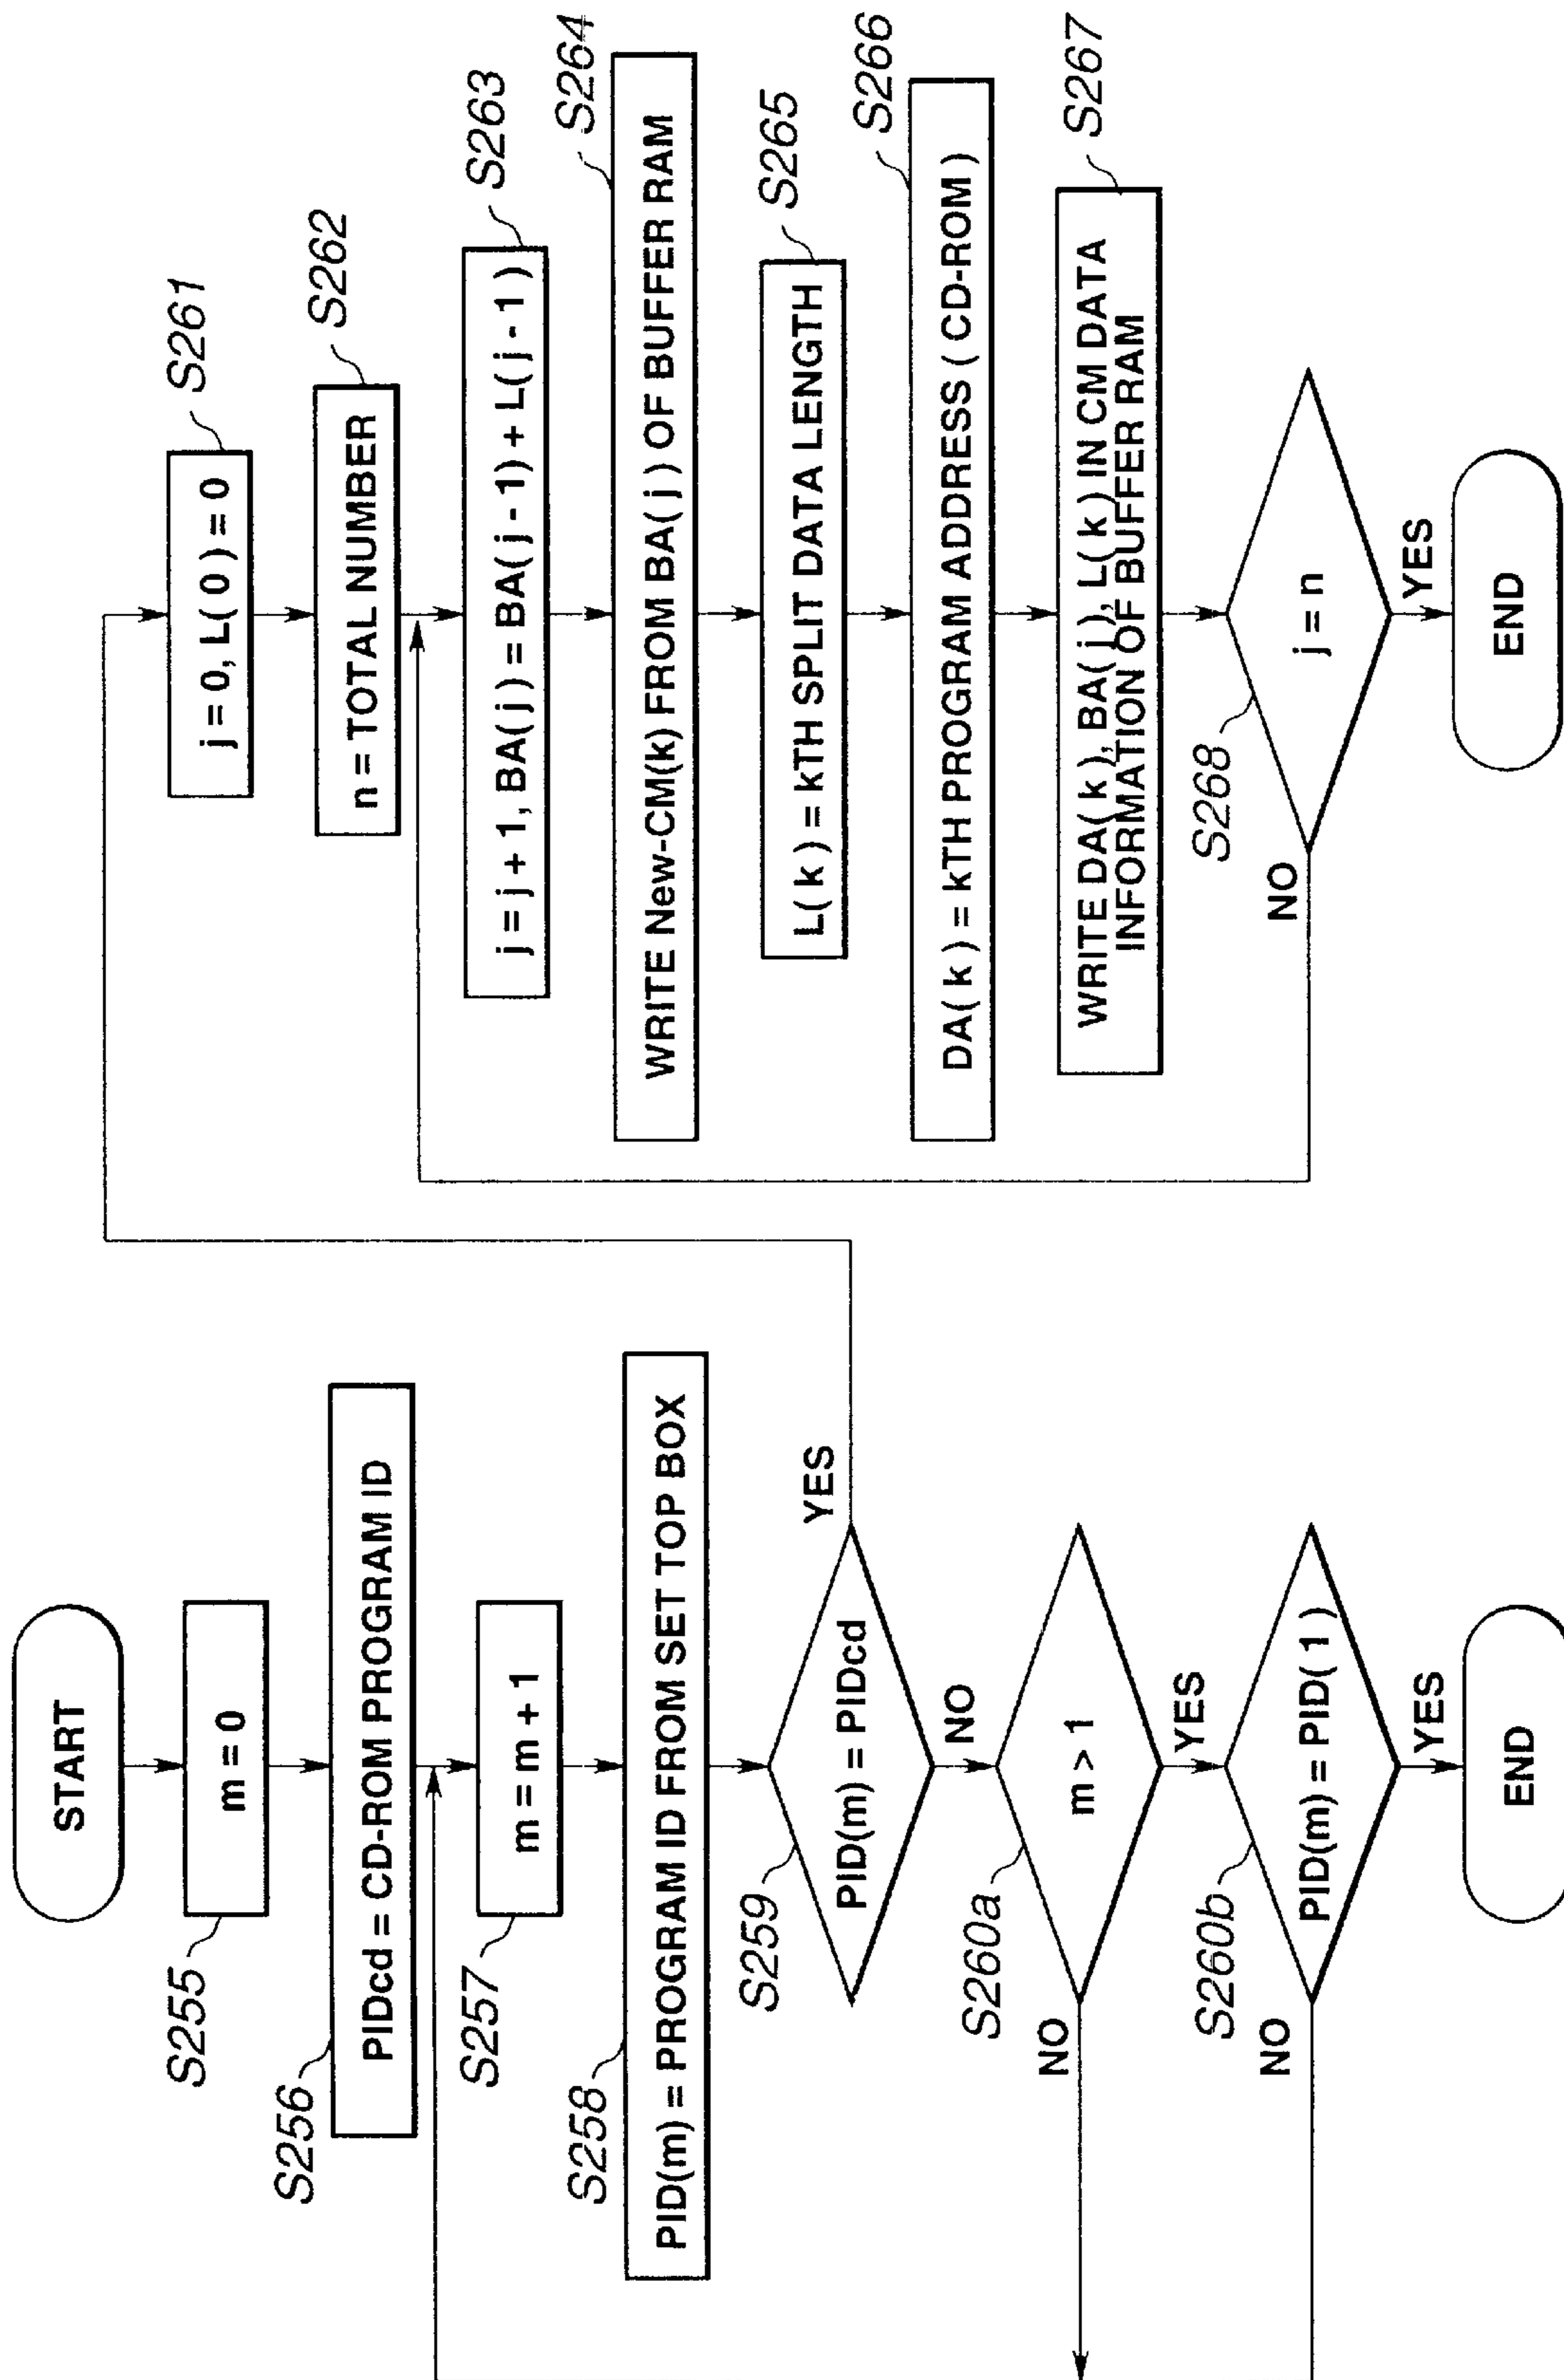 START
m = 0
S255
PIDcd = CD-ROM PROGRAM ID
S256
m = m + 1
S257
PID(m) = PROGRAM ID FROM SET TOP BOX
S258
PID(m) = PIDcd
S259
YES
NO
m > 1
S260a
NO
YES
PID(m) = PID( 1 )
S260b
NO
YES
END
j = 0, L( 0 ) = 0
S261
n = TOTAL NUMBER
S262
j = j + 1, BA( j ) = BA( j - 1 ) + L( j - 1 )
S263
WRITE New-CM(k) FROM BA( j ) OF BUFFER RAM
S264
L( k ) = kTH SPLIT DATA LENGTH
S265
DA( k ) = kTH PROGRAM ADDRESS ( CD-ROM )
S266
WRITE DA( k ), BA( j ), L( k ) IN CM DATA
INFORMATION OF BUFFER RAM
S267
j = n
S268
NO
YES
END